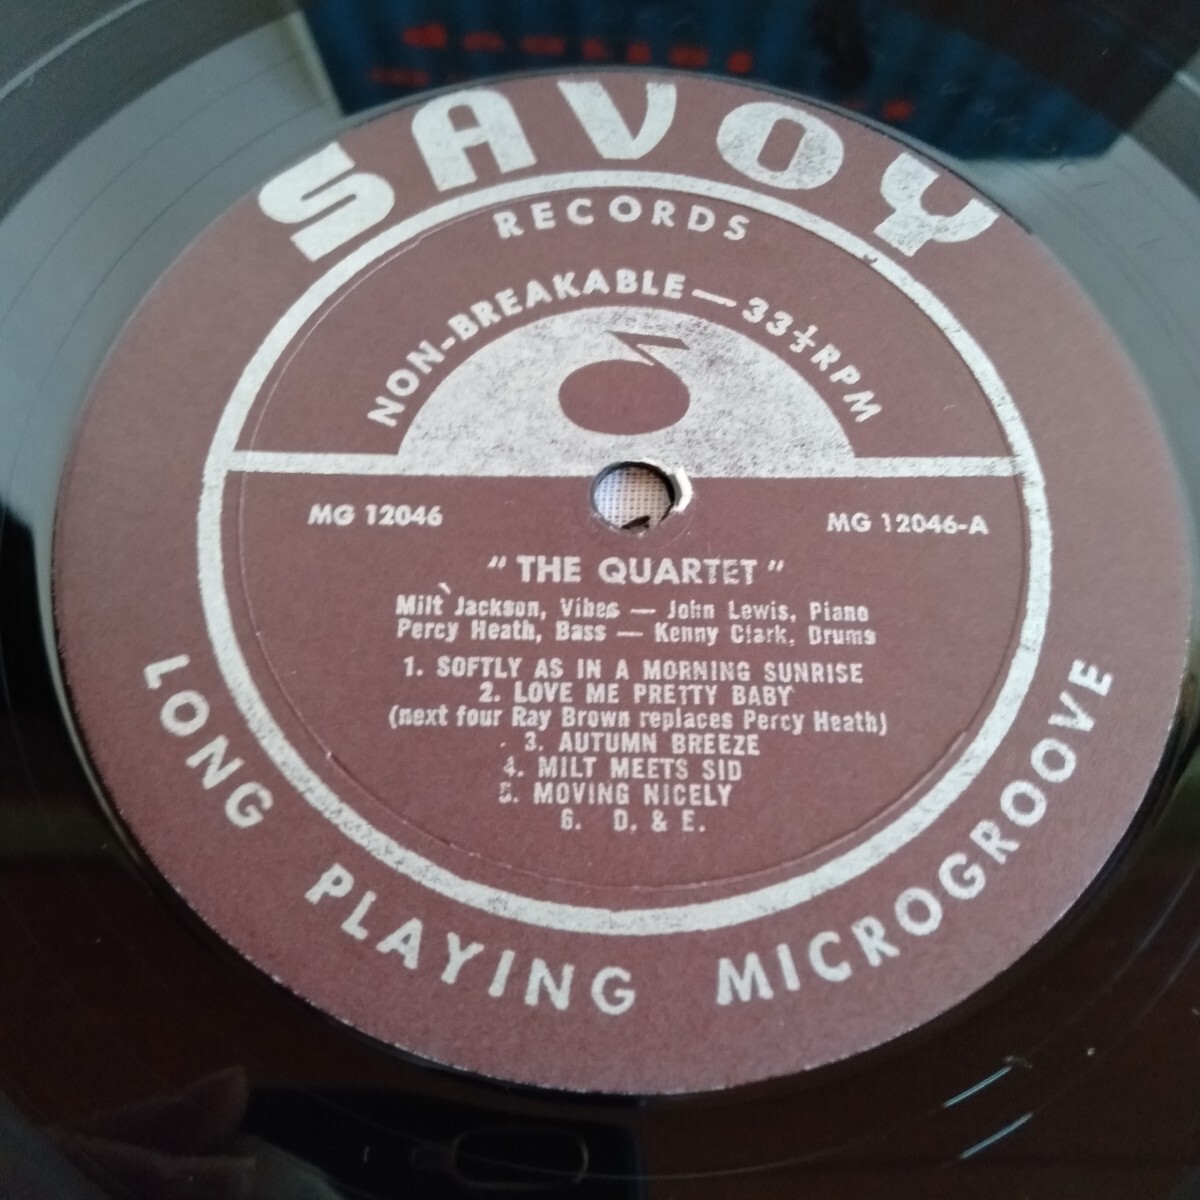 SAVOY
RECORDS
NON-BREAKABLE — 33⅓ RPM
MG 12046
MG 12046-A
" THE QUARTET "
Milt Jackson, Vibes — John Lewis, Piano
Percy Heath, Bass — Kenny Clark, Drums
1. SOFTLY AS IN A MORNING SUNRISE
2. LOVE ME PRETTY BABY
(next four Ray Brown replaces Percy Heath)
3. AUTUMN BREEZE
4. MILT MEETS SID
5. MOVING NICELY
6. D. & E.
LONG PLAYING MICROGROOVE